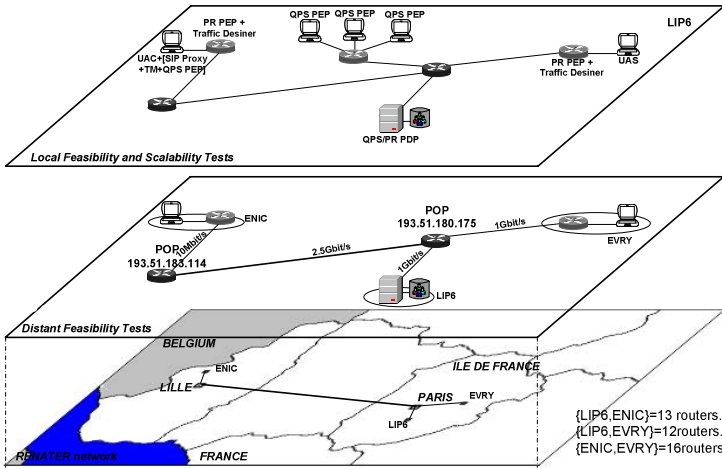 QPS PEP
QPS PEP
QPS PEP
LIP6
PR PEP +
Traffic Desiner
UAC+[SIP Proxy
+TM+QPS PEP]
PR PEP +
Traffic Desiner
UAS
QPS/PR PDP
Local Feasibility and Scalability Tests
ENIC
POP
193.51.180.175
1Gbit/s
EVRY
10Mbit/s
2.5Gbit/s
POP
193.51.183.114
1Gbit/s
LIP6
Distant Feasibility Tests
BELGIUM
ENIC
ILE DE FRANCE
LILLE
PARIS
EVRY
LIP6
RENATER network
FRANCE
{LIP6,ENIC}=13 routers.
{LIP6,EVRY}=12routers.
{ENIC,EVRY}=16routers